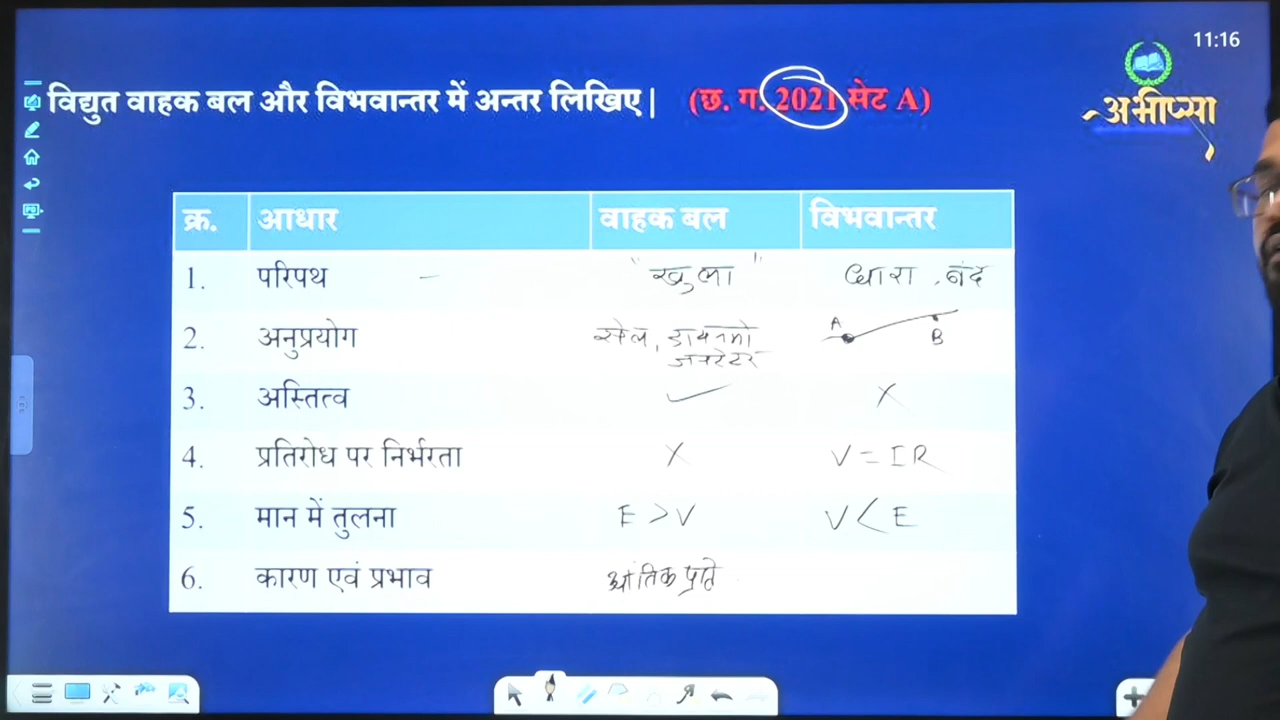 11:16
विद्युत वाहक बल और विभवान्तर में अन्तर लिखिए | (छ. ग. 2021 सेट A)
अभीप्सा
क्र. आधार वाहक बल विभवान्तर
1. परिपथ – "खुला" धारा, बंद
2. अनुप्रयोग सेल, डायनमो A B
जनरेटर
3. अस्तित्व ✓ X
4. प्रतिरोध पर निर्भरता X V = IR
5. मान में तुलना E > V V < E
6. कारण एवं प्रभाव